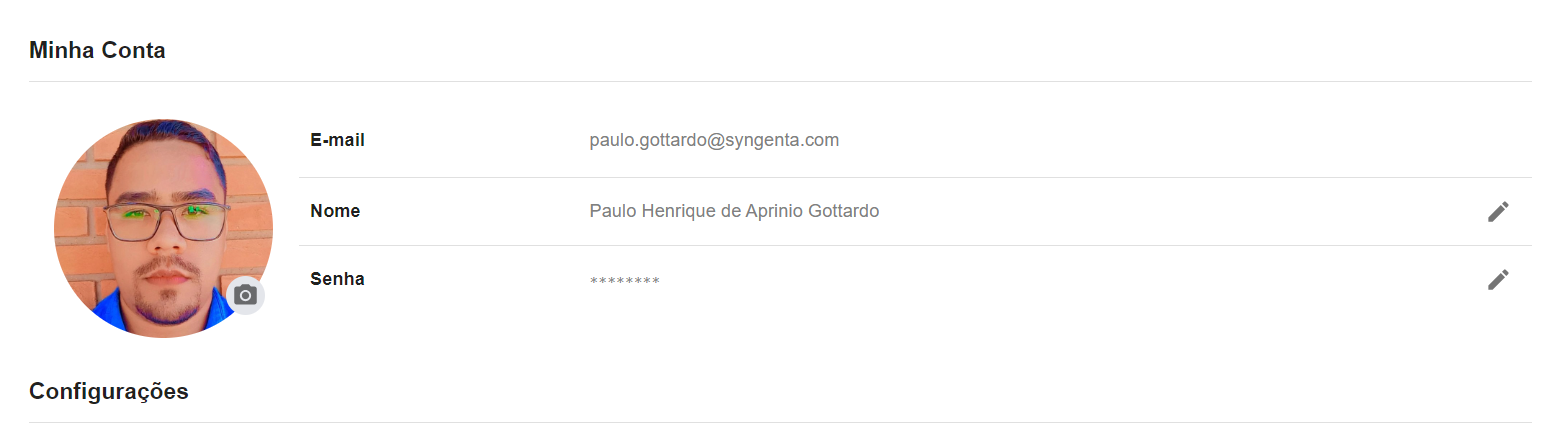 Minha Conta
E-mail paulo.gottardo@syngenta.com
Nome Paulo Henrique de Aprinio Gottardo
Senha ********
Configurações